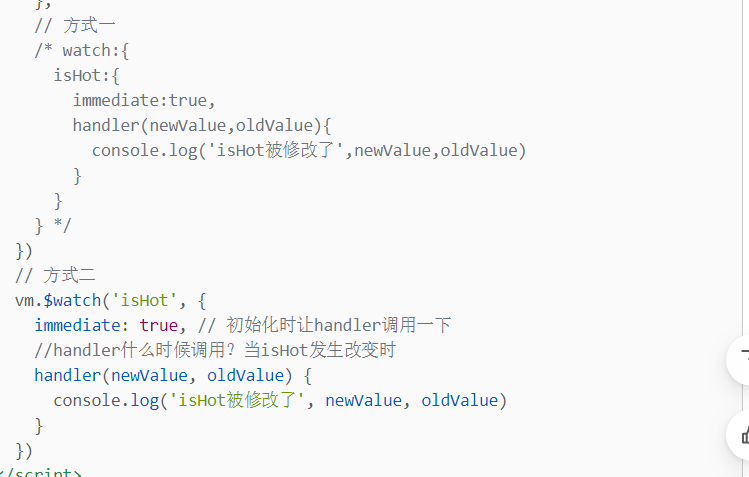 },
// 方式一
/* watch:{
isHot:{
immediate:true,
handler(newValue,oldValue){
console.log('isHot被修改了',newValue,oldValue)
}
}
} */
})
// 方式二
vm.$watch('isHot', {
immediate: true, // 初始化时让handler调用一下
//handler什么时候调用？当isHot发生改变时
handler(newValue, oldValue) {
console.log('isHot被修改了', newValue, oldValue)
}
})
</script>